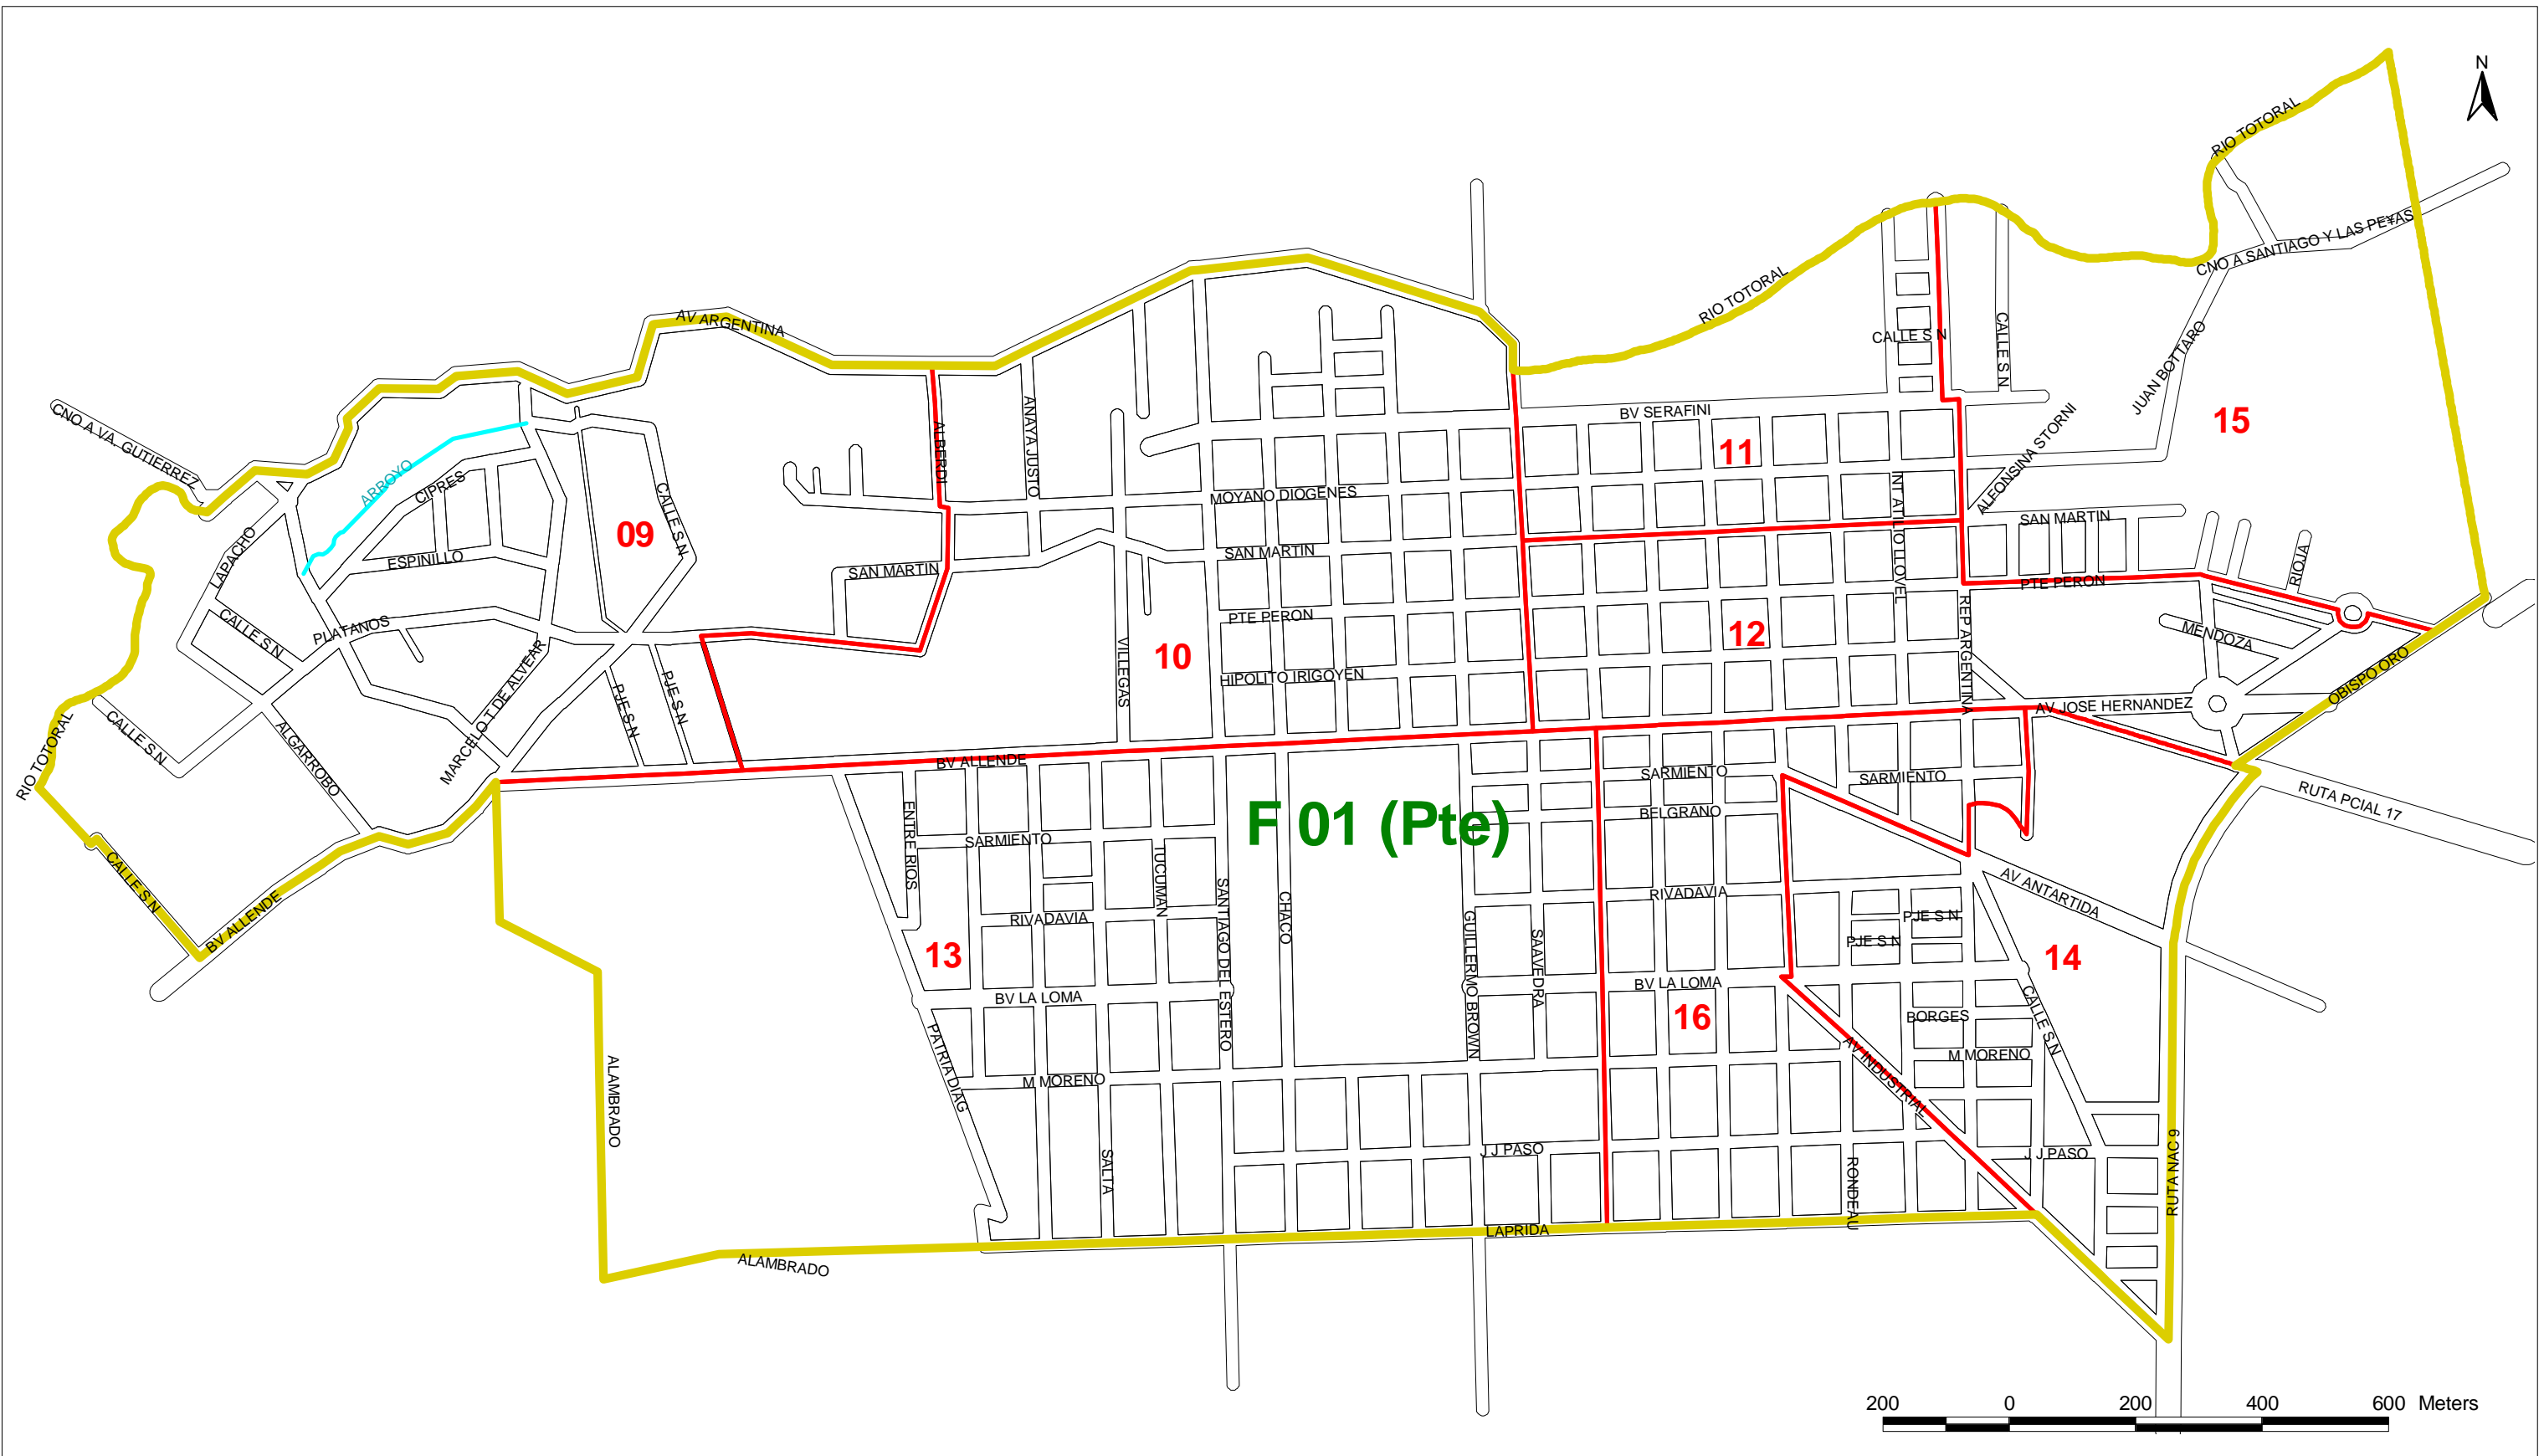 N
RIO TOTORAL
CNO A SANTIAGO Y LAS PE¥AS
RIO TOTORAL
AV ARGENTINA
CALLE S N
CALLE S N
JUAN BOTTARO
CNO A VA. GUTIERREZ
ANAYA JUSTO
ALBERDI
BV SERAFINI
11
15
ALFONSINA STORNI
ARROYO
CIPRES
CALLE S N
09
MOYANO DIOGENES
INT ATILIO LLOVEL
SAN MARTIN
LAPACHO
ESPINILLO
SAN MARTIN
SAN MARTIN
RIOJA
PTE PERON
CALLE S N
PLATANOS
VILLEGAS
10
PTE PERON
12
REP ARGENTINA
MENDOZA
HIPOLITO IRIGOYEN
MARCELO T DE ALVEAR
PJE S N
PJE S N
OBISPO ORO
AV JOSE HERNANDEZ
RIO TOTORAL
CALLE S N
ALGARROBO
BV ALLENDE
SARMIENTO
SARMIENTO
RUTA PCIAL 17
ENTRE RIOS
F 01 (Pte)
BELGRANO
SARMIENTO
TUCUMAN
CALLE S N
BV ALLENDE
SANTIAGO DEL ESTERO
CHACO
RIVADAVIA
AV ANTARTIDA
RIVADAVIA
GUILLERMO BROWN
SAAVEDRA
PJE S N
PJE S N
13
14
BV LA LOMA
BV LA LOMA
16
CALLE S N
BORGES
PATRIA DIAG
M MORENO
M MORENO
AV INDUSTRIAL
ALAMBRADO
SALTA
J J PASO
J J PASO
RONDEAU
RUTA NAC 9
LAPRIDA
ALAMBRADO
200 0 200 400 600 Meters